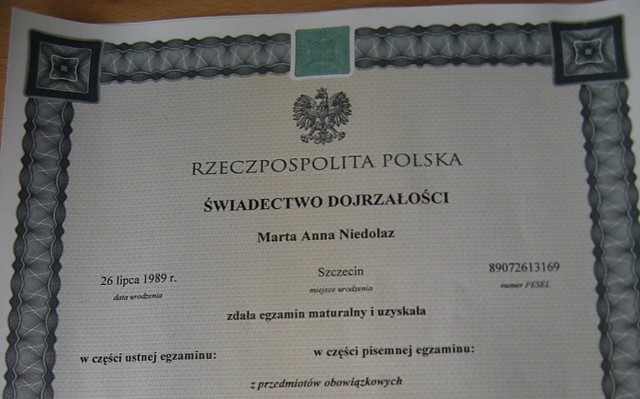 RZECZPOSPOLITA POLSKA
ŚWIADECTWO DOJRZAŁOŚCI
Marta Anna Niedolaz
26 lipca 1989 r. Szczecin 89072613169
data urodzenia miejsce urodzenia numer PESEL
zdała egzamin maturalny i uzyskała
w części ustnej egzaminu: w części pisemnej egzaminu:
z przedmiotów obowiązkowych